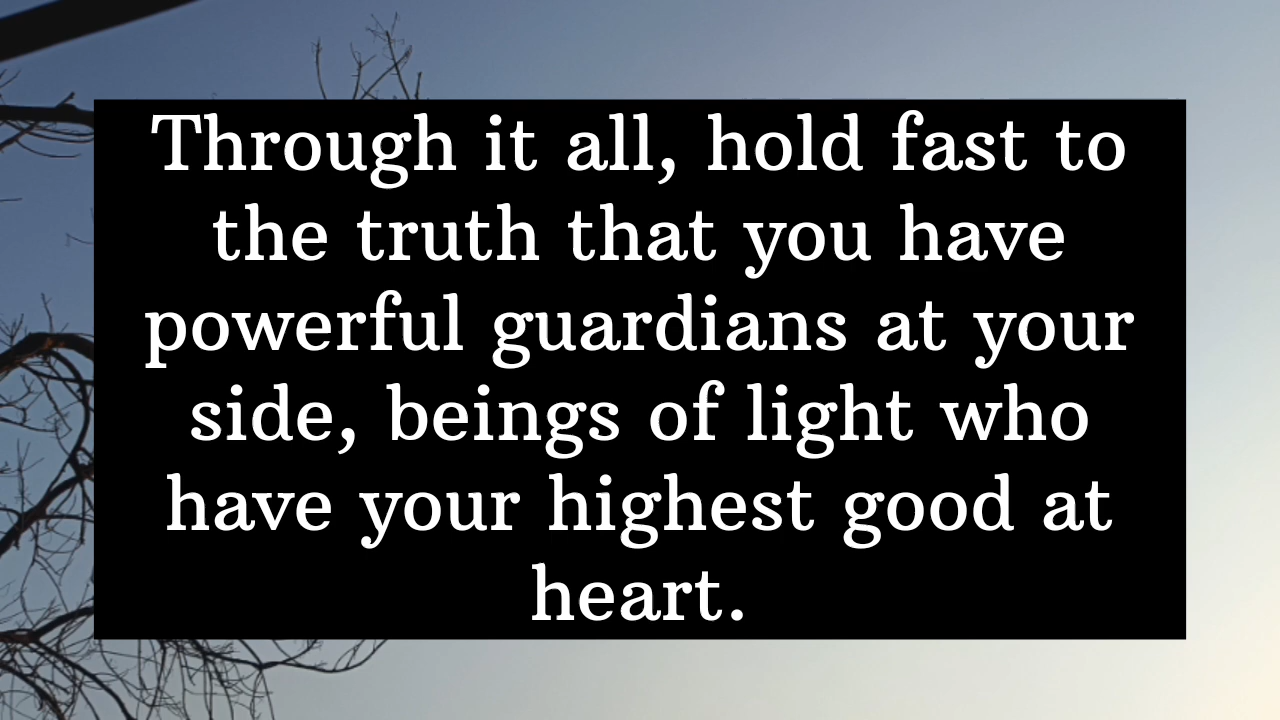 Through it all, hold fast to
the truth that you have
powerful guardians at your
side, beings of light who
have your highest good at
heart.